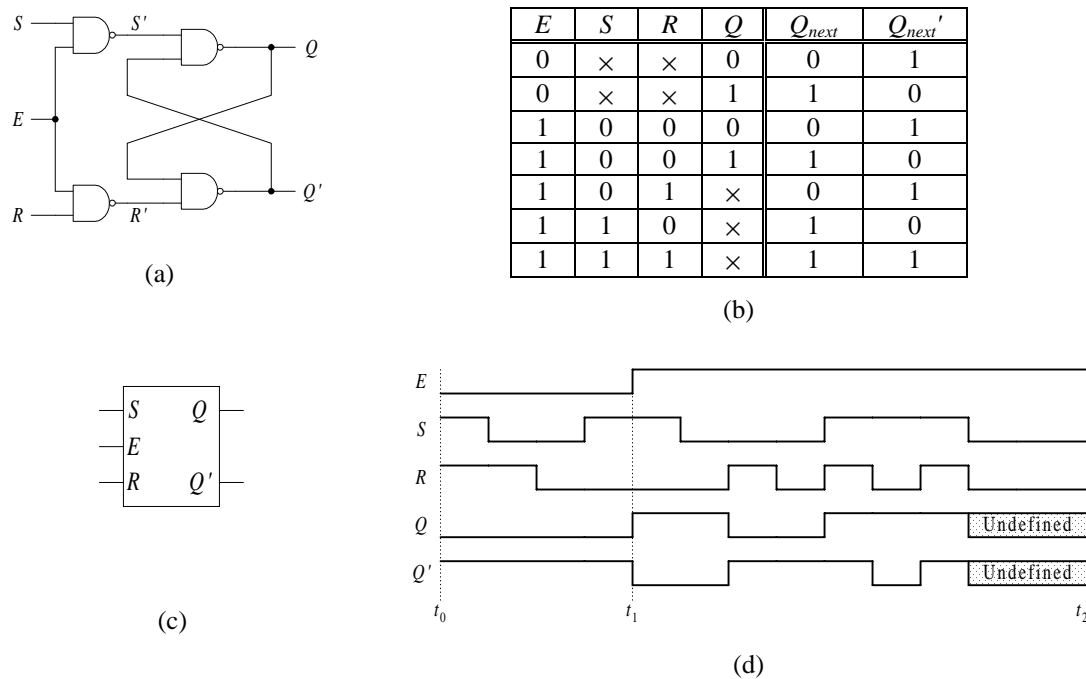 S
S'
Q
E
R
R'
Q'
(a)
E S R Q Qnext Qnext'
0 × × 0 0 1
0 × × 1 1 0
1 0 0 0 0 1
1 0 0 1 1 0
1 0 1 × 0 1
1 1 0 × 1 0
1 1 1 × 1 1
(b)
S Q
E
R Q'
(c)
E
S
R
Q Undefined
Q' Undefined
t0 t1 t2
(d)